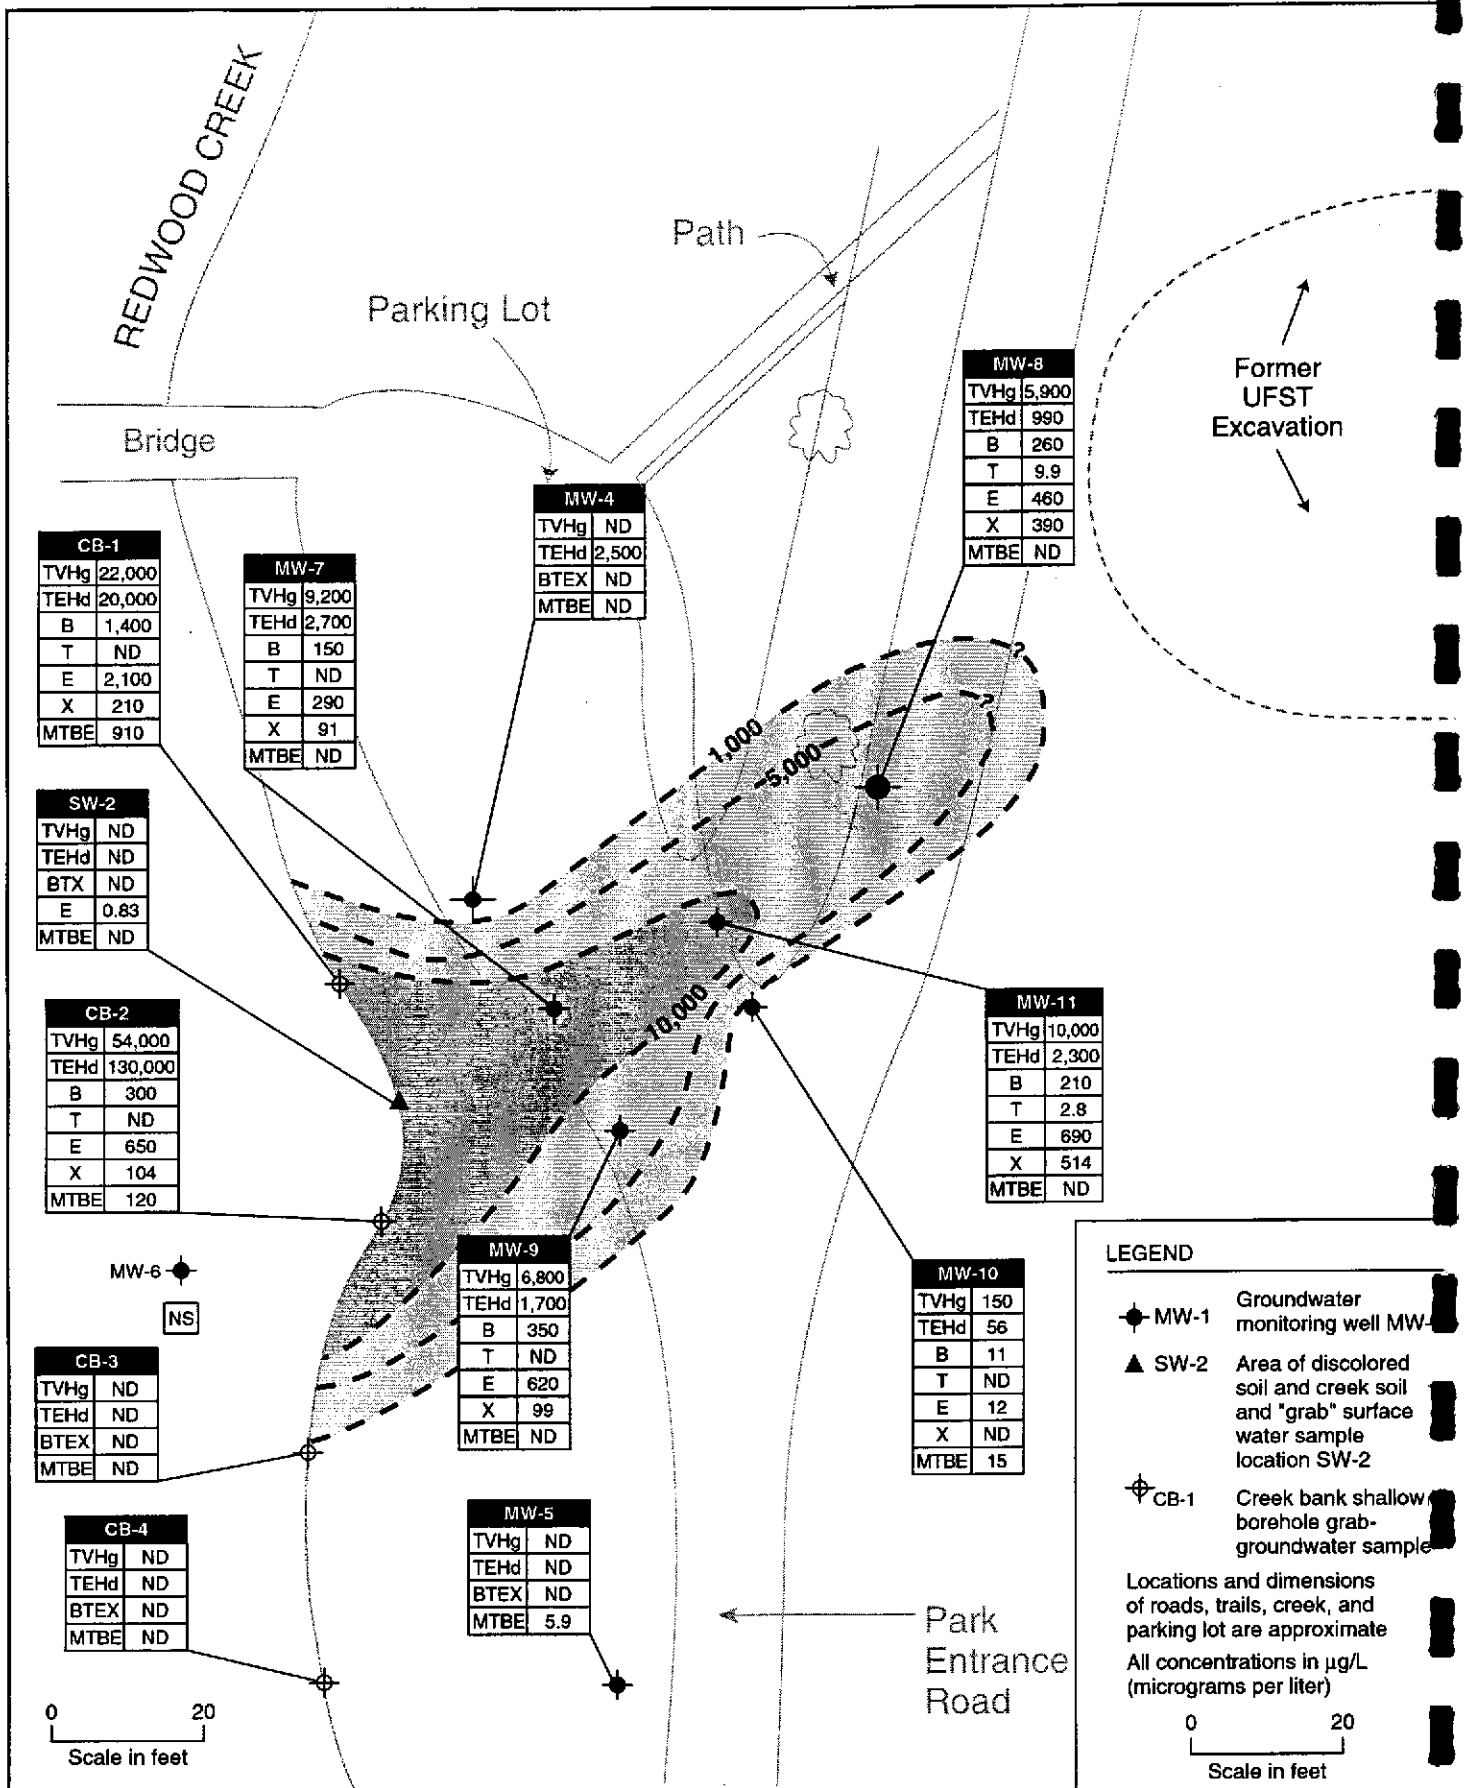 REDWOOD CREEK
Path
Parking Lot
Bridge
Former
UFST
Excavation
MW-8
TVHg 5,900
TEHd 990
B 260
T 9.9
E 460
X 390
MTBE ND
MW-4
TVHg ND
TEHd 2,500
BTEX ND
MTBE ND
CB-1
TVHg 22,000
TEHd 20,000
B 1,400
T ND
E 2,100
X 210
MTBE 910
MW-7
TVHg 9,200
TEHd 2,700
B 150
T ND
E 290
X 91
MTBE ND
?
?
1,000
5,000
10,000
SW-2
TVHg ND
TEHd ND
BTX ND
E 0.83
MTBE ND
CB-2
TVHg 54,000
TEHd 130,000
B 300
T ND
E 650
X 104
MTBE 120
MW-11
TVHg 10,000
TEHd 2,300
B 210
T 2.8
E 690
X 514
MTBE ND
MW-6
NS
MW-9
TVHg 6,800
TEHd 1,700
B 350
T ND
E 620
X 99
MTBE ND
MW-10
TVHg 150
TEHd 56
B 11
T ND
E 12
X ND
MTBE 15
CB-3
TVHg ND
TEHd ND
BTEX ND
MTBE ND
CB-4
TVHg ND
TEHd ND
BTEX ND
MTBE ND
MW-5
TVHg ND
TEHd ND
BTEX ND
MTBE 5.9
Park
Entrance
Road
0 20
Scale in feet
LEGEND
MW-1 Groundwater
monitoring well MW-
SW-2 Area of discolored
soil and creek soil
and "grab" surface
water sample
location SW-2
CB-1 Creek bank shallow
borehole grab-
groundwater sample
Locations and dimensions
of roads, trails, creek, and
parking lot are approximate
All concentrations in µg/L
(micrograms per liter)
0 20
Scale in feet